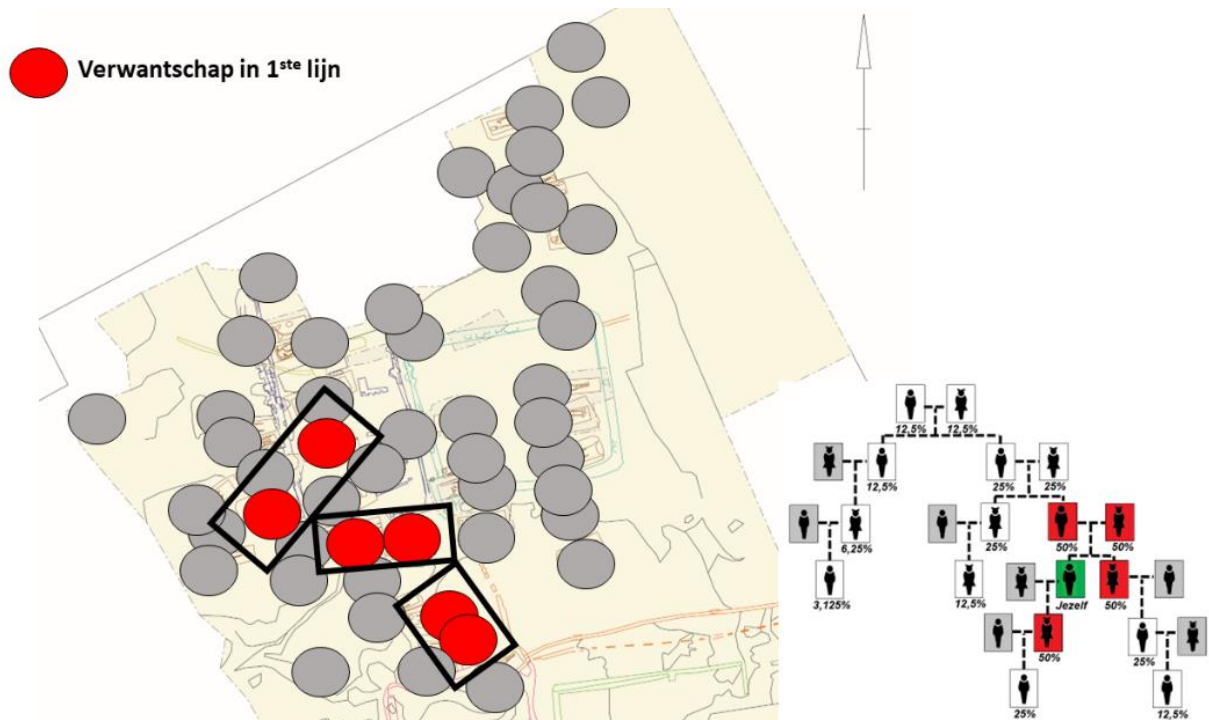 Verwantschap in 1ste lijn
12,5% 12,5%
12,5% 25% 25%
6,25% 25% 50% 50%
3,125% 12,5% Jezelf 50%
50% 25%
25% 12,5%